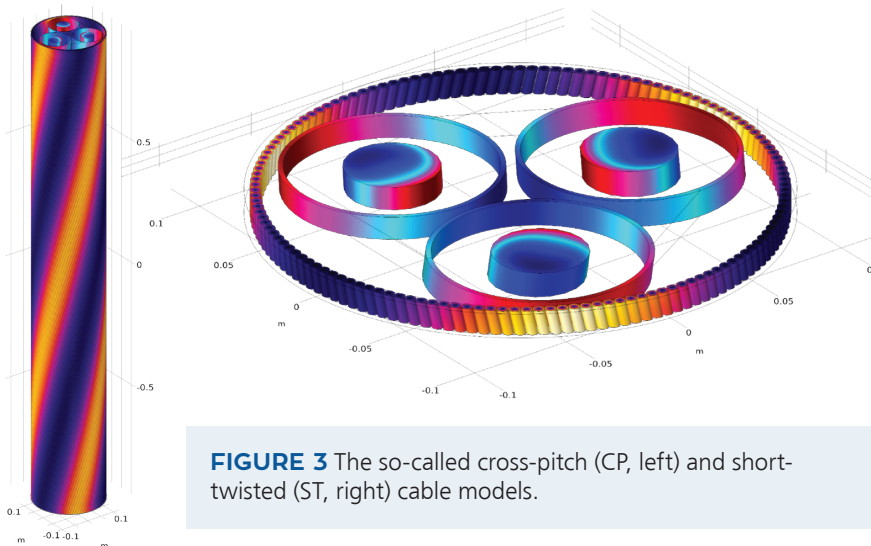 0.5
0
-0.5
0.1
-0.1
-0.1
0.1
m
m
0.1
0.05
0
m
-0.05
-0.1
-0.1
-0.05
0
m
0.05
FIGURE 3 The so-called cross-pitch (CP, left) and short-
twisted (ST, right) cable models.